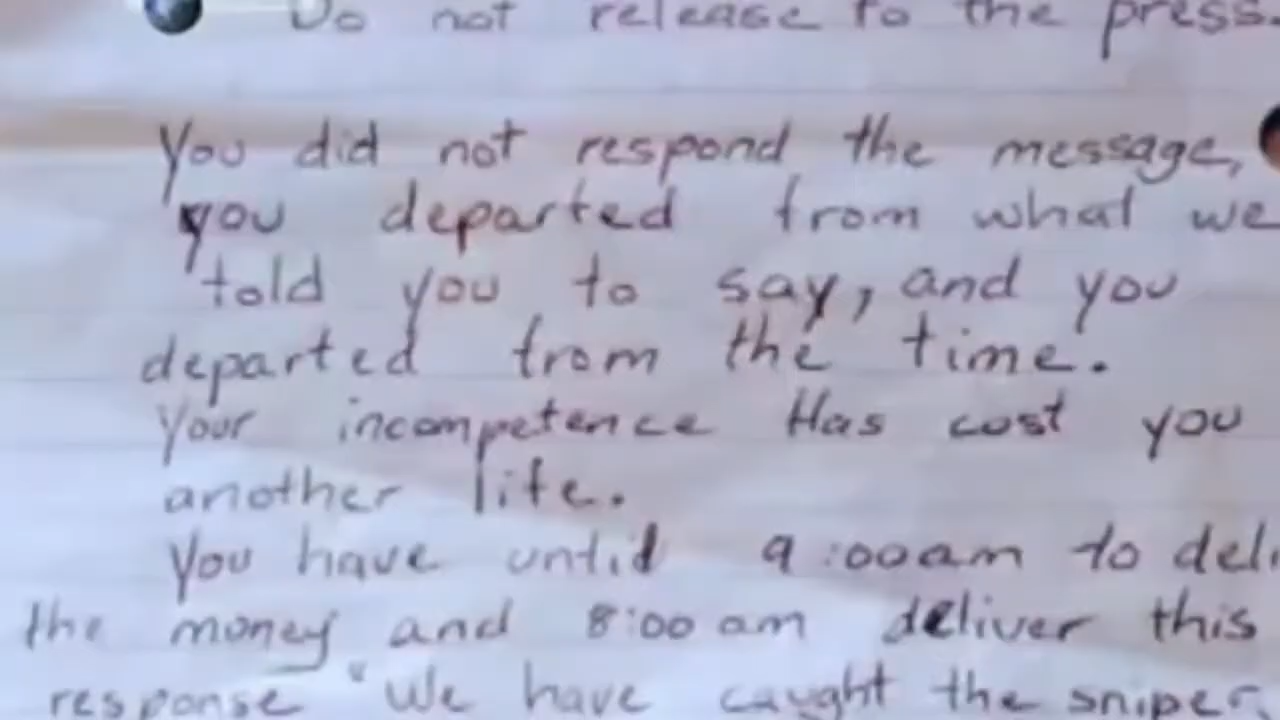 Do not release to the press.
You did not respond the message,
you departed from what we
told you to say, and you
departed from the time.
Your incompetence Has cost you
another life.
You have until 9:00am to deli
the money and 8:00 am deliver this
response "We have caught the sniper,